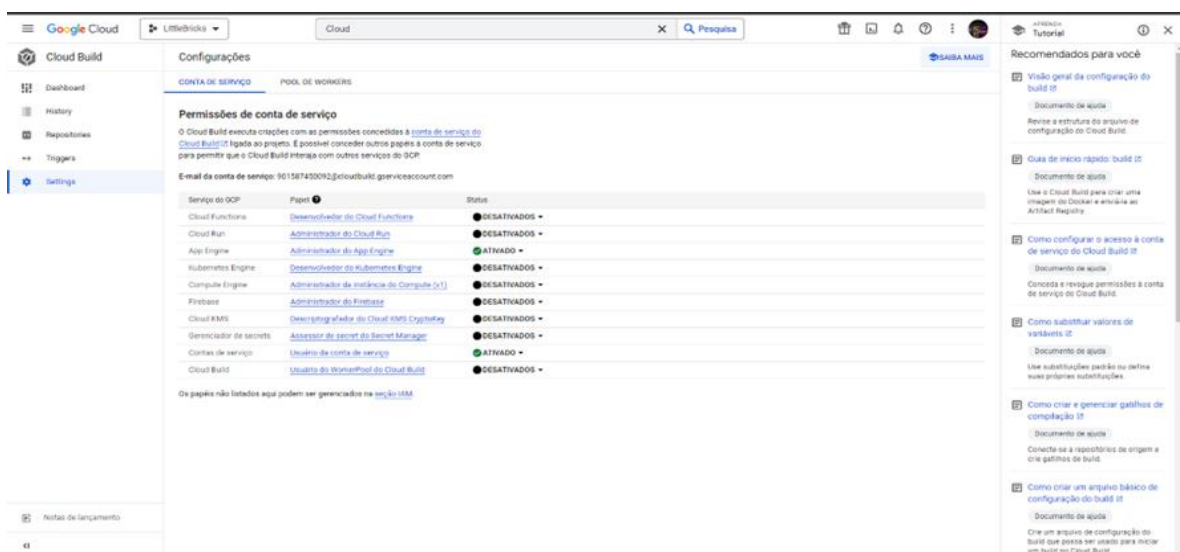 Google Cloud
LittleBricks
Cloud
Pesquisa
APRENDA
Tutorial
Cloud Build
Dashboard
History
Repositories
Triggers
Settings
Notas de lançamento
Configurações
SAIBA MAIS
CONTA DE SERVIÇO
POOL DE WORKERS
Permissões de conta de serviço
O Cloud Build executa criações com as permissões concedidas à conta de serviço do
Cloud Build ligada ao projeto. É possível conceder outros papéis à conta de serviço
para permitir que o Cloud Build interaja com outros serviços do GCP.
E-mail da conta de serviço: 901587450092@cloudbuild.gserviceaccount.com
Serviço do GCP Papel Status
Cloud Functions Desenvolvedor do Cloud Functions DESATIVADOS
Cloud Run Administrador do Cloud Run DESATIVADOS
App Engine Administrador do App Engine ATIVADO
Kubernetes Engine Desenvolvedor do Kubernetes Engine DESATIVADOS
Compute Engine Administrador da instância do Compute (v1) DESATIVADOS
Firebase Administrador do Firebase DESATIVADOS
Cloud KMS Descriptografador do Cloud KMS CryptoKey DESATIVADOS
Gerenciador de secrets Assessor de secret do Secret Manager DESATIVADOS
Contas de serviço Usuário da conta de serviço ATIVADO
Cloud Build Usuário do WorkerPool do Cloud Build DESATIVADOS
Os papéis não listados aqui podem ser gerenciados na seção IAM.
Recomendados para você
Visão geral da configuração do
build
Documento de ajuda
Revise a estrutura do arquivo de
configuração do Cloud Build.
Guia de início rápido: build
Documento de ajuda
Use o Cloud Build para criar uma
imagem do Docker e enviá-la ao
Artifact Registry.
Como configurar o acesso à conta
de serviço do Cloud Build
Documento de ajuda
Conceda e revogue permissões à conta
de serviço do Cloud Build.
Como substituir valores de
variáveis
Documento de ajuda
Use substituições padrão ou defina
suas próprias substituições.
Como criar e gerenciar gatilhos de
compilação
Documento de ajuda
Conecte-se a repositórios de origem e
crie gatilhos de build.
Como criar um arquivo básico de
configuração do build
Documento de ajuda
Crie um arquivo de configuração do
build que possa ser usado para iniciar
um build no Cloud Build.